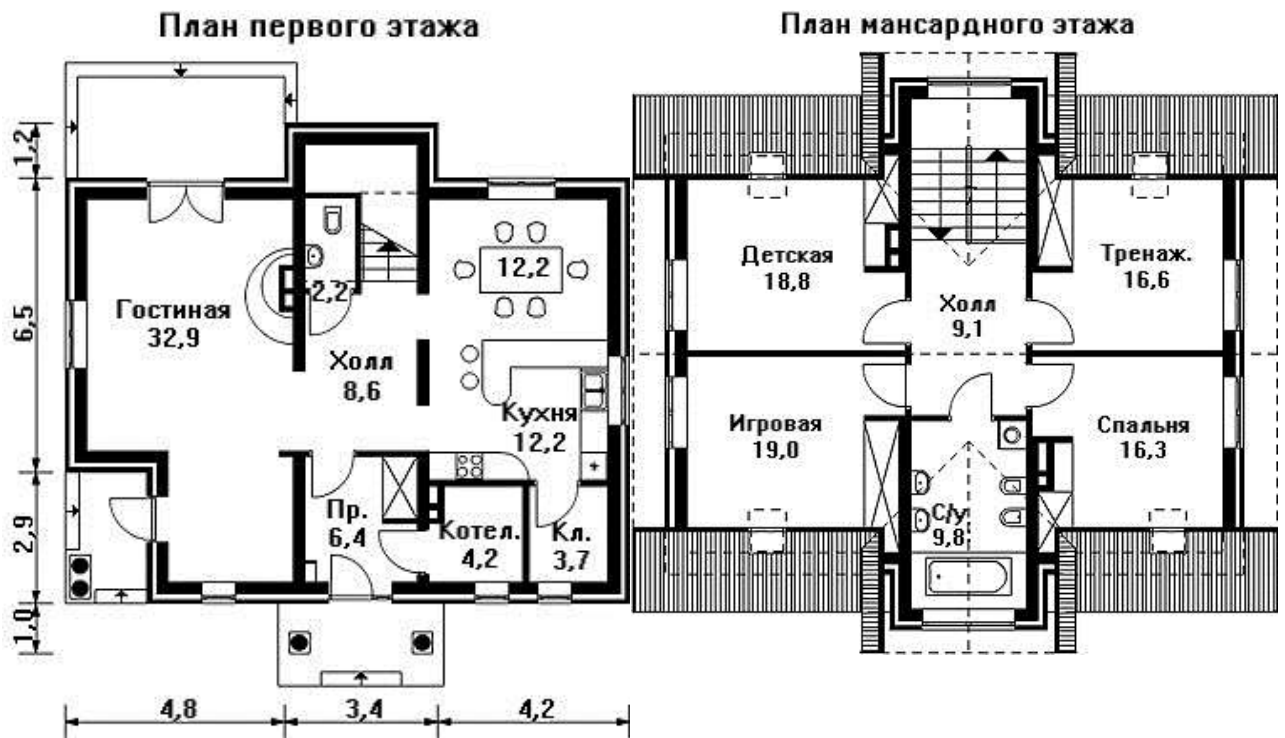 План первого этажа
План мансардного этажа
1,2
6,5
2,9
1,0
Гостиная
32,9
2,2
12,2
Холл
8,6
Кухня
12,2
Пр.
6,4
Котел.
4,2
Кл.
3,7
4,8
3,4
4,2
Детская
18,8
Тренаж.
16,6
Холл
9,1
Игровая
19,0
Спальня
16,3
С/у
9,8